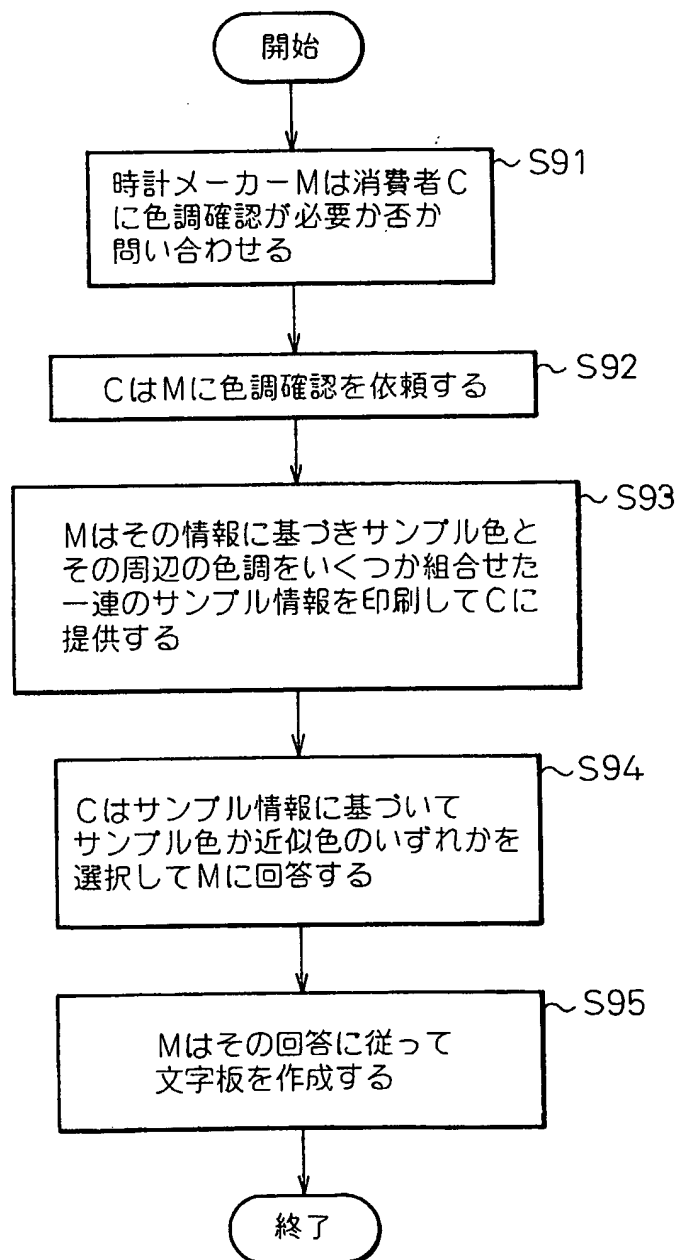 開始
S91
時計メーカーMは消費者C
に色調確認が必要か否か
問い合わせる
S92
CはMに色調確認を依頼する
S93
Mはその情報に基づきサンプル色と
その周辺の色調をいくつか組合せた
一連のサンプル情報を印刷してCに
提供する
S94
Cはサンプル情報に基づいて
サンプル色か近似色のいずれかを
選択してMに回答する
S95
Mはその回答に従って
文字板を作成する
終了